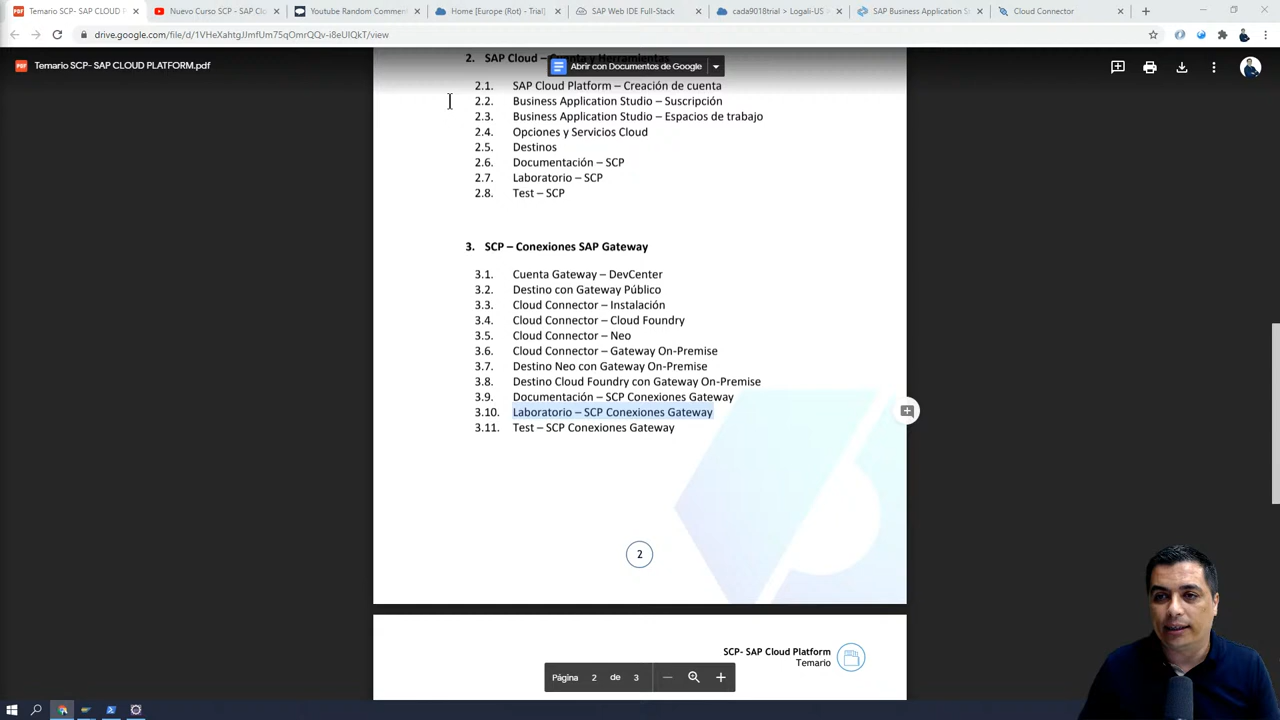 Temario SCP- SAP CLOUD P
Nuevo Curso SCP - SAP Clo
Youtube Random Commen
Home [Europe (Rot) - Trial]
SAP Web IDE Full-Stack
cada9018trial > Logali-US >
SAP Business Application S
Cloud Connector
drive.google.com/file/d/1VHeXahtgJJmfUm75qOmrQQv-i8eUIQkT/view
Temario SCP- SAP CLOUD PLATFORM.pdf
Abrir con Documentos de Google
2. SAP Cloud – Cuenta y Herramientas
2.1. SAP Cloud Platform – Creación de cuenta
2.2. Business Application Studio – Suscripción
2.3. Business Application Studio – Espacios de trabajo
2.4. Opciones y Servicios Cloud
2.5. Destinos
2.6. Documentación – SCP
2.7. Laboratorio – SCP
2.8. Test – SCP
3. SCP – Conexiones SAP Gateway
3.1. Cuenta Gateway – DevCenter
3.2. Destino con Gateway Público
3.3. Cloud Connector – Instalación
3.4. Cloud Connector – Cloud Foundry
3.5. Cloud Connector – Neo
3.6. Cloud Connector – Gateway On-Premise
3.7. Destino Neo con Gateway On-Premise
3.8. Destino Cloud Foundry con Gateway On-Premise
3.9. Documentación – SCP Conexiones Gateway
3.10. Laboratorio – SCP Conexiones Gateway
3.11. Test – SCP Conexiones Gateway
2
SCP- SAP Cloud Platform
Temario
Página 2 de 3